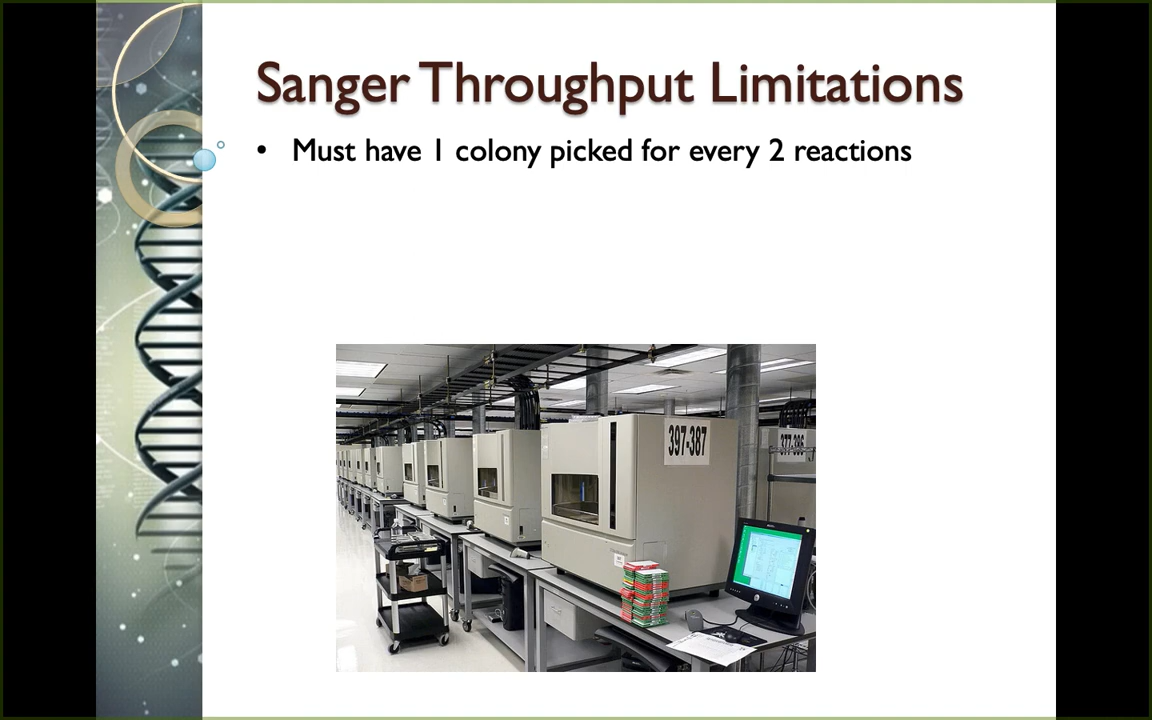 Sanger Throughput Limitations
• Must have 1 colony picked for every 2 reactions
397-387